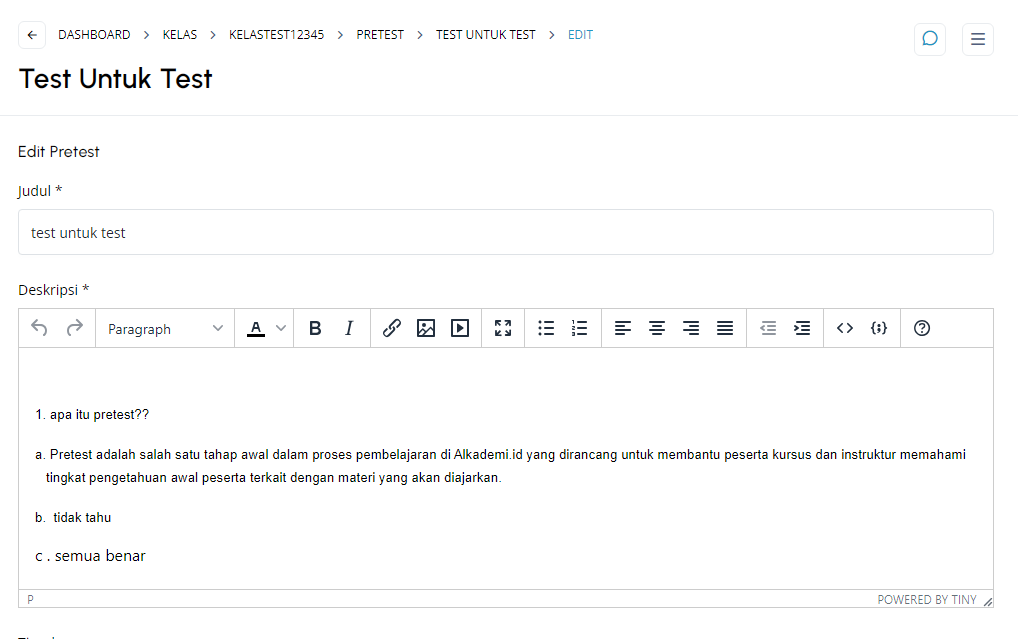 DASHBOARD > KELAS > KELASTEST12345 > PRETEST > TEST UNTUK TEST > EDIT
Test Untuk Test
Edit Pretest
Judul *
test untuk test
Deskripsi *
Paragraph A B I
1. apa itu pretest??
a. Pretest adalah salah satu tahap awal dalam proses pembelajaran di Alkademi.id yang dirancang untuk membantu peserta kursus dan instruktur memahami
tingkat pengetahuan awal peserta terkait dengan materi yang akan diajarkan.
b. tidak tahu
c . semua benar
P POWERED BY TINY